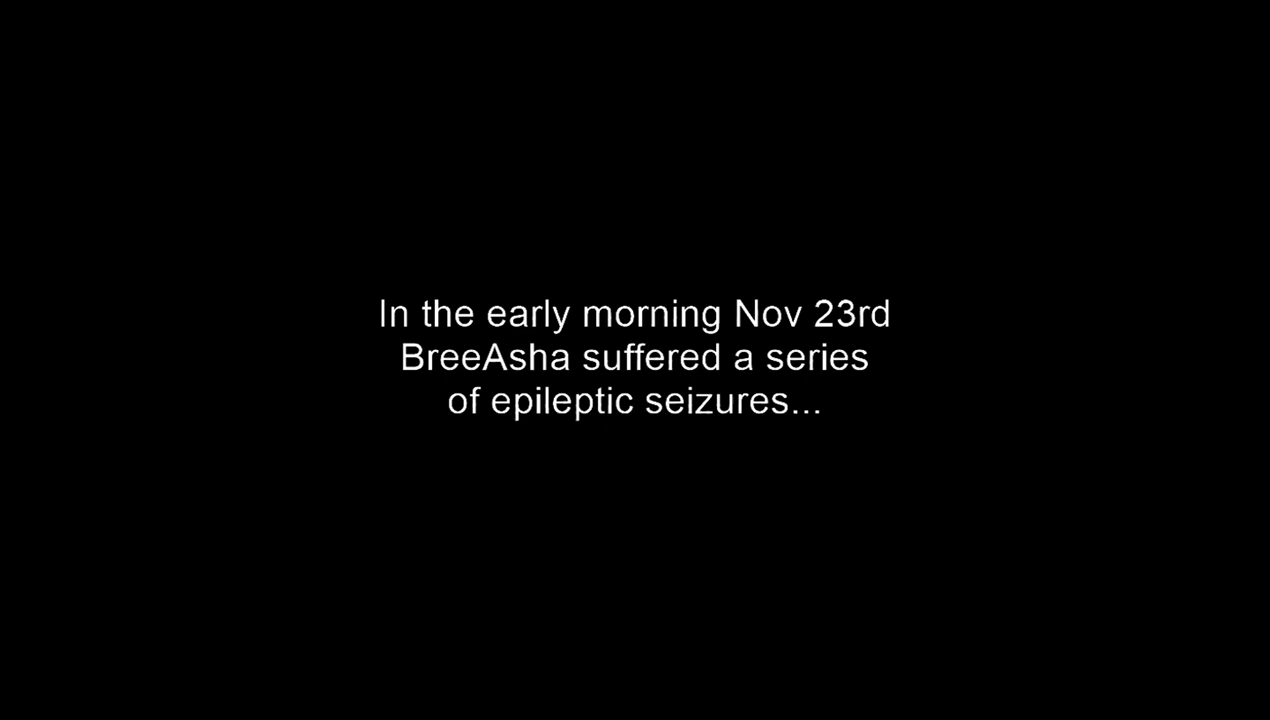 In the early morning Nov 23rd
BreeAsha suffered a series
of epileptic seizures...